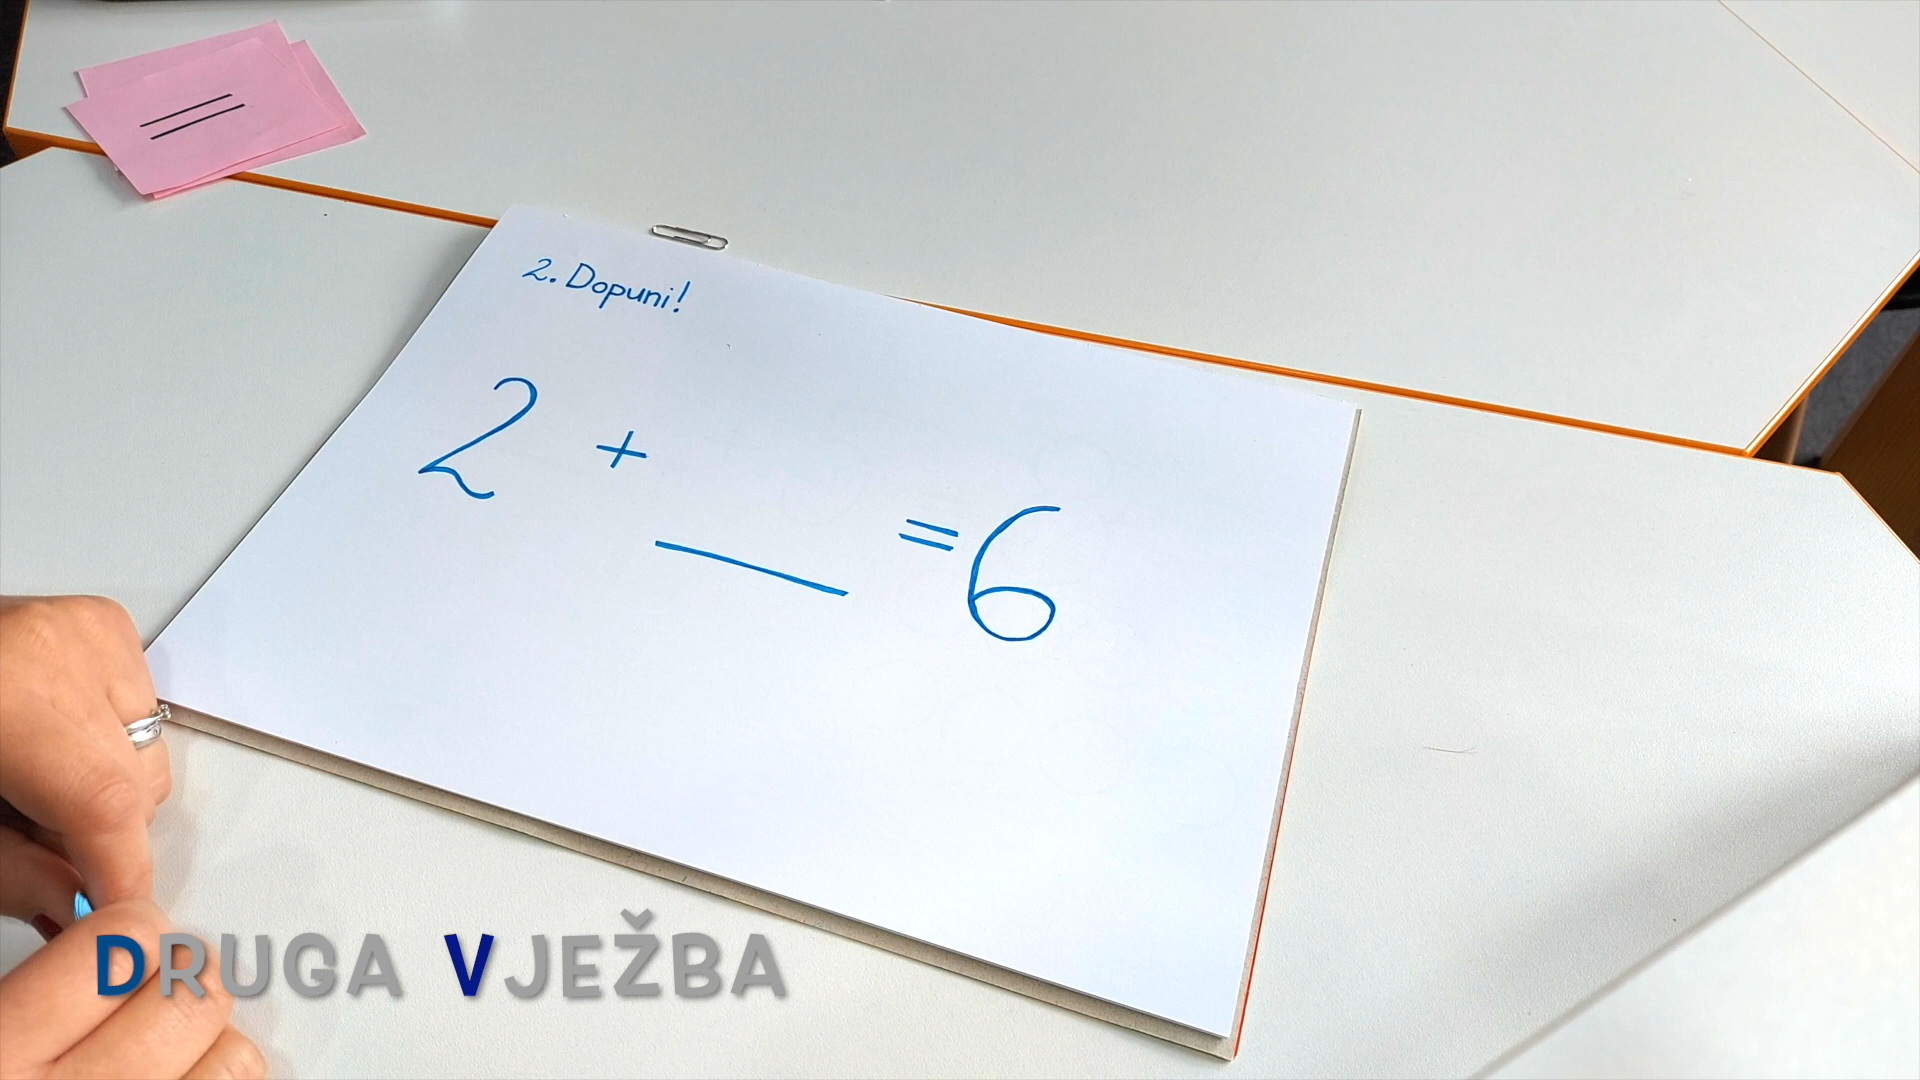 =
2. Dopuni!
2 + ___ = 6
DRUGA VJEŽBA